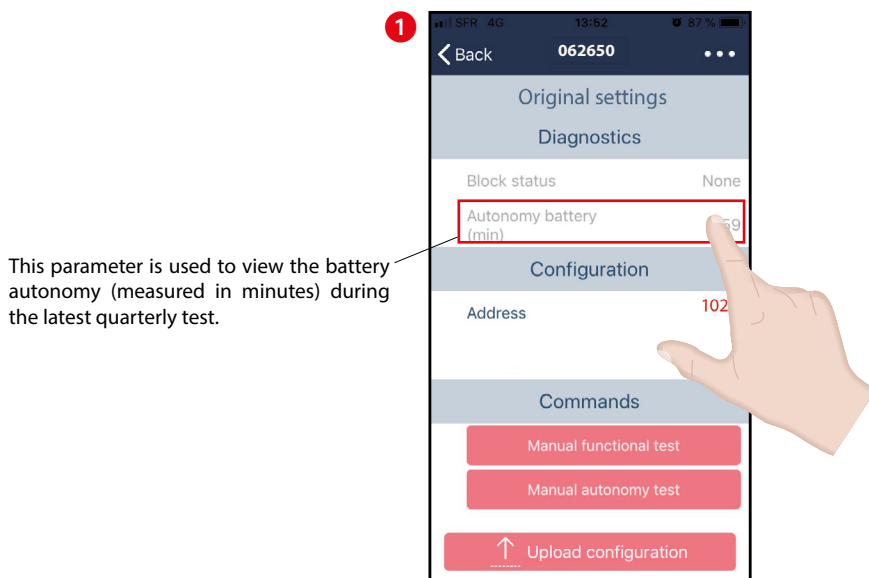 1
SFR 4G 13:52 87 %
Back 062650
Original settings
Diagnostics
Block status None
Autonomy battery
(min)
This parameter is used to view the battery
autonomy (measured in minutes) during
the latest quarterly test.
Configuration
Address
Commands
Manual functional test
Manual autonomy test
Upload configuration